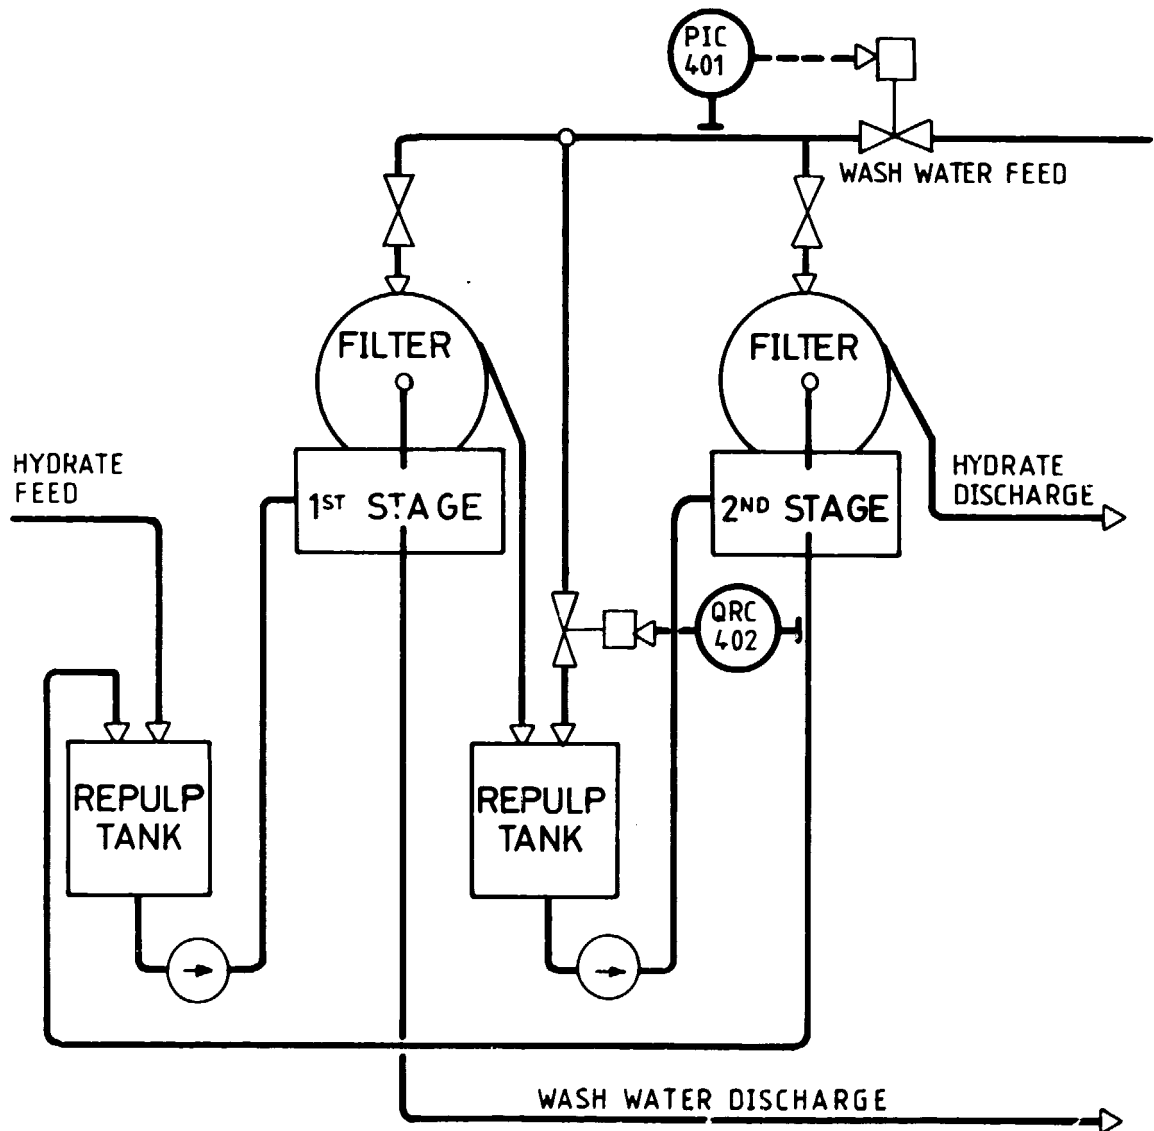 PIC
401
WASH WATER FEED
FILTER
FILTER
HYDRATE
FEED
1ST STAGE
2ND STAGE
HYDRATE
DISCHARGE
QRC
402
REPULP
TANK
REPULP
TANK
WASH WATER DISCHARGE